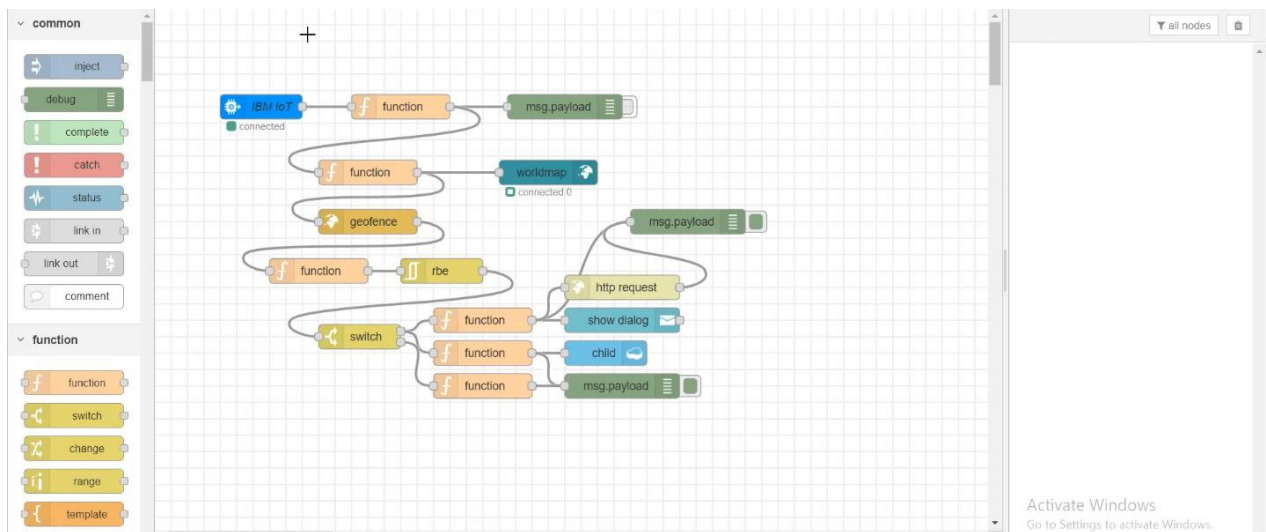 common
all nodes
inject
debug
complete
catch
status
link in
link out
comment
function
function
switch
change
range
template
IBM IoT
function
msg.payload
connected
function
worldmap
connected 0
geofence
msg.payload
function
rbe
http request
function
show dialog
switch
function
child
function
msg.payload
Activate Windows
Go to Settings to activate Windows.